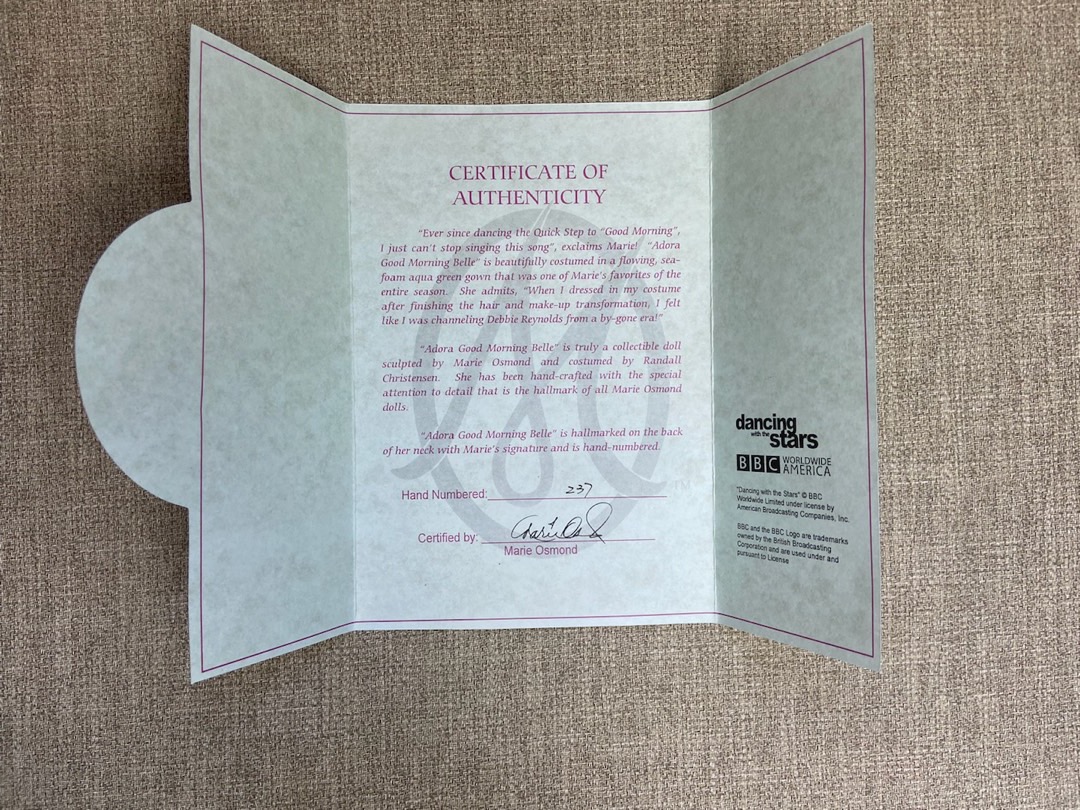 CERTIFICATE OF
AUTHENTICITY
"Ever since dancing the Quick Step to "Good Morning",
I just can't stop singing this song", exclaims Marie! "Adora
Good Morning Belle" is beautifully costumed in a flowing, sea-
foam aqua green gown that was one of Marie's favorites of the
entire season. She admits, "When I dressed in my costume
after finishing the hair and make-up transformation, I felt
like I was channeling Debbie Reynolds from a by-gone era!"
"Adora Good Morning Belle" is truly a collectible doll
sculpted by Marie Osmond and costumed by Randall
Christensen. She has been hand-crafted with the special
attention to detail that is the hallmark of all Marie Osmond
dolls.
"Adora Good Morning Belle" is hallmarked on the back
of her neck with Marie's signature and is hand-numbered.
TM
Hand Numbered: 237
Certified by:
Marie Osmond
dancing
with the stars
BBC WORLDWIDE
AMERICA
"Dancing with the Stars" © BBC
Worldwide Limited under license by
American Broadcasting Companies, Inc.
BBC and the BBC Logo are trademarks
owned by the British Broadcasting
Corporation and are used under and
pursuant to License